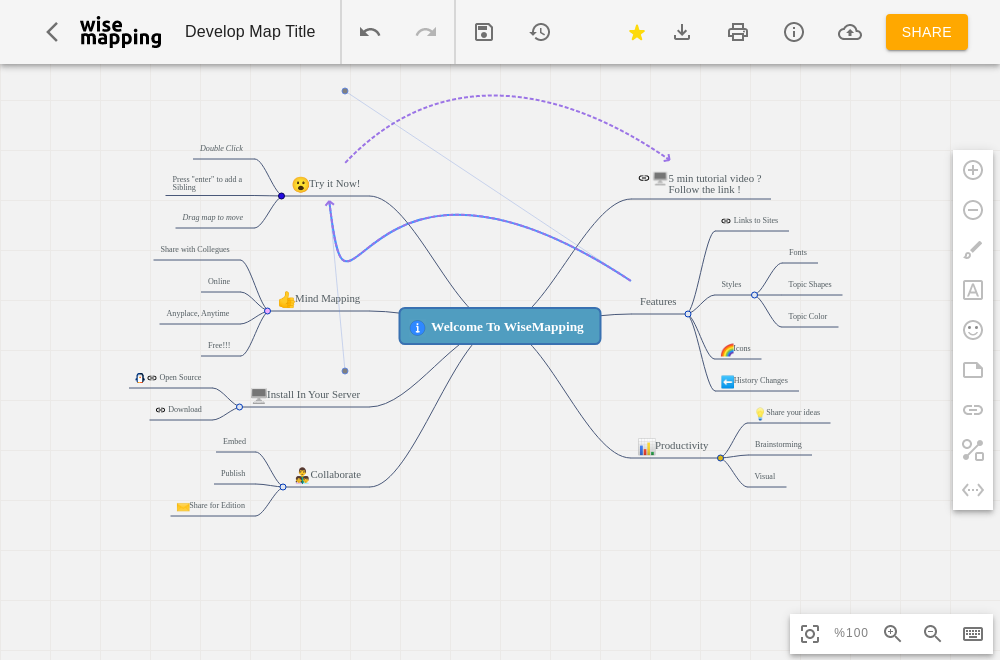 wise
mapping
Develop Map Title
SHARE
Double Click
Press "enter" to add a
Sibling
Drag map to move
Try it Now!
Share with Collegues
Online
Anyplace, Anytime
Free!!!
Mind Mapping
Open Source
Download
Install In Your Server
Embed
Publish
Share for Edition
Collaborate
Welcome To WiseMapping
5 min tutorial video ?
Follow the link !
Features
Links to Sites
Styles
Fonts
Topic Shapes
Topic Color
Icons
History Changes
Productivity
Share your ideas
Brainstorming
Visual
%100